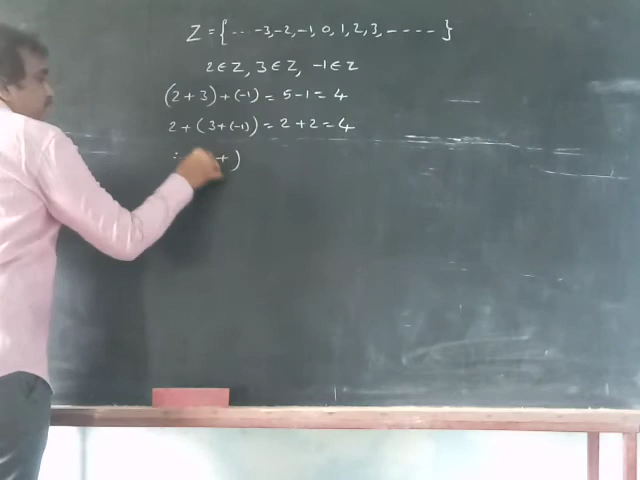 Z = { ... -3, -2, -1, 0, 1, 2, 3, - - - - - }
2 ∈ Z, 3 ∈ Z, -1 ∈ Z
(2 + 3) + (-1) = 5 - 1 = 4
2 + (3 + (-1)) = 2 + 2 = 4
+ )